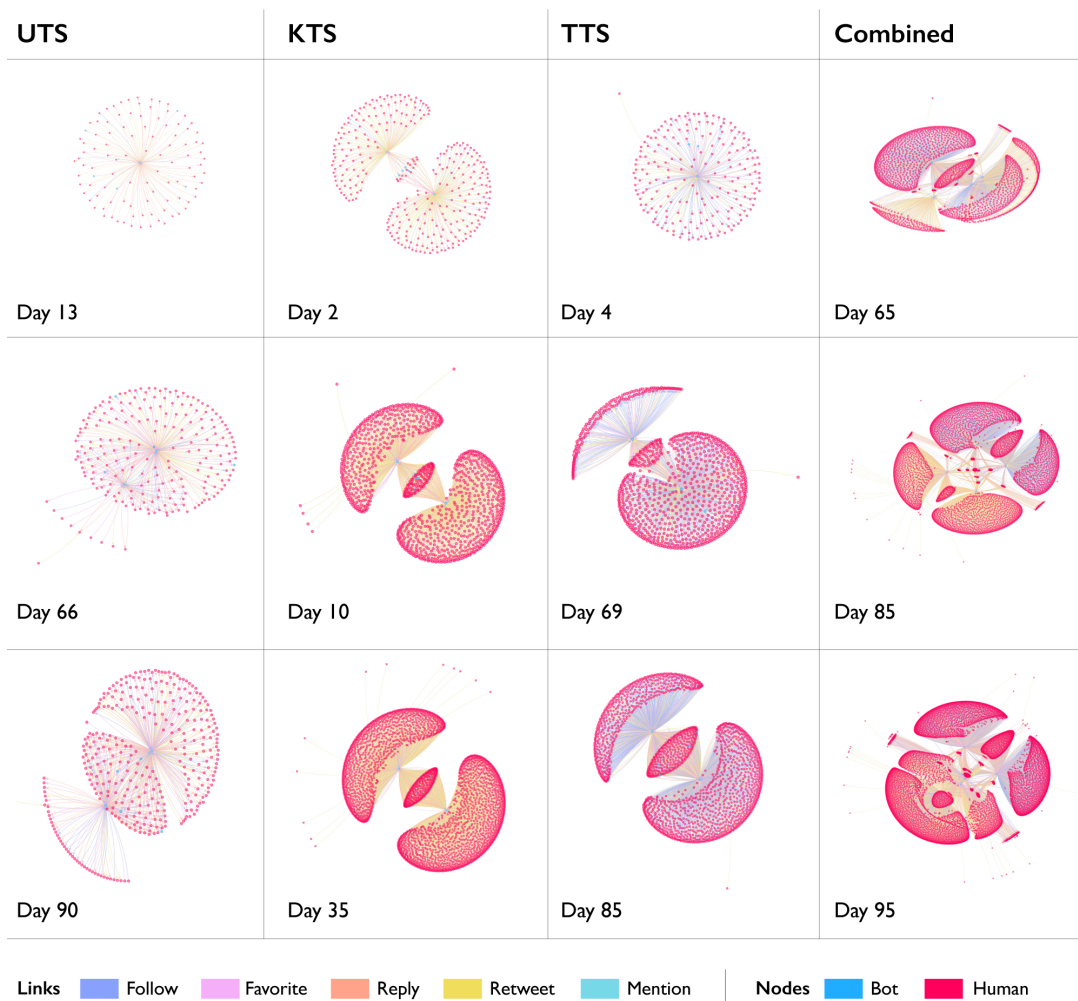 UTS KTS TTS Combined
Day 13 Day 2 Day 4 Day 65
Day 66 Day 10 Day 69 Day 85
Day 90 Day 35 Day 85 Day 95
Links Follow Favorite Reply Retweet Mention Nodes Bot Human